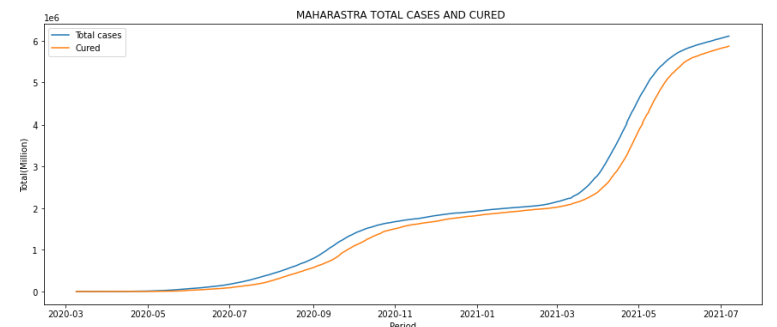 MAHARASTRA TOTAL CASES AND CURED
1e6
Total cases
Cured
6
5
4
3
2
1
0
Total(Million)
2020-03 2020-05 2020-07 2020-09 2020-11 2021-01 2021-03 2021-05 2021-07
Period